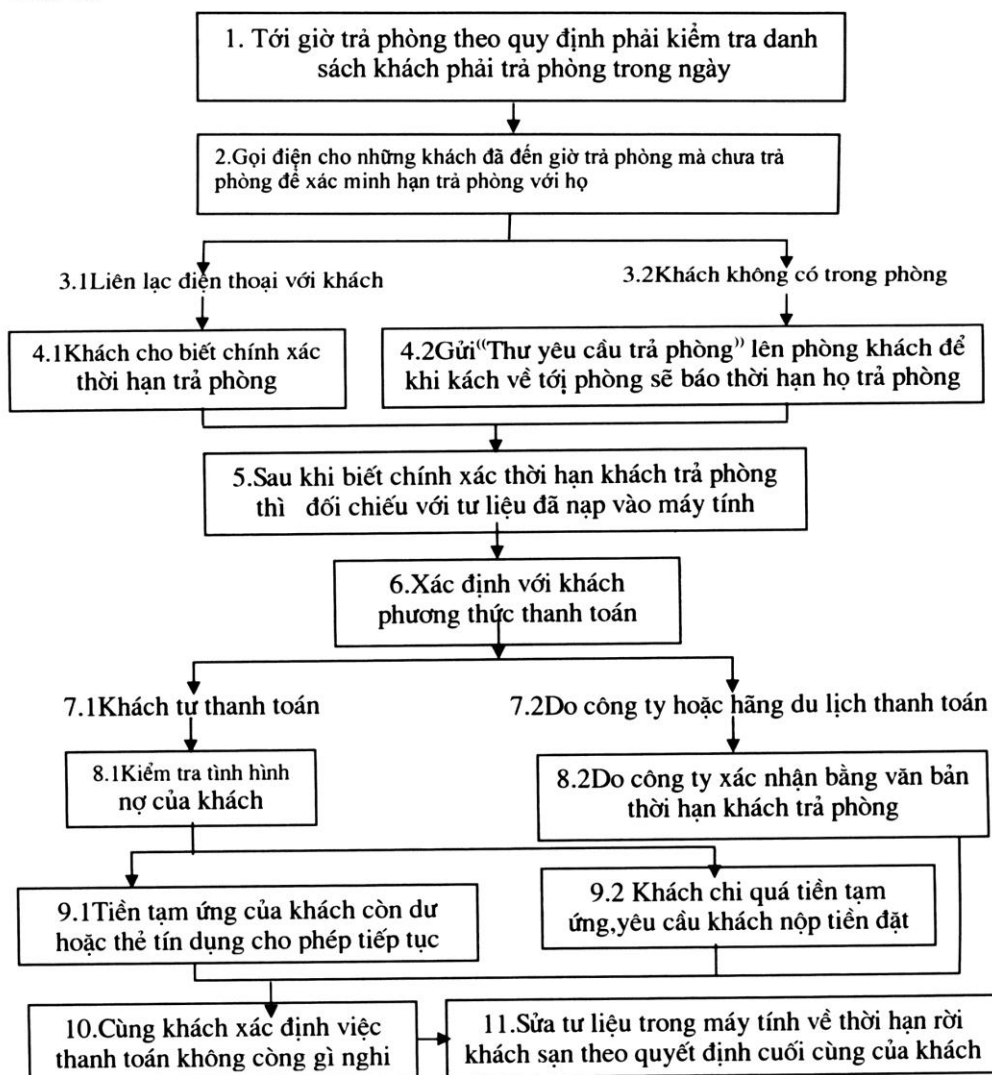 1. Tới giờ trả phòng theo quy định phải kiểm tra danh
sách khách phải trả phòng trong ngày
2.Gọi điện cho những khách đã đến giờ trả phòng mà chưa trả
phòng để xác minh hạn trả phòng với họ
3.1Liên lạc điện thoại với khách
3.2Khách không có trong phòng
4.1Khách cho biết chính xác
thời hạn trả phòng
4.2Gửi“Thư yêu cầu trả phòng” lên phòng khách để
khi kách về tới phòng sẽ báo thời hạn họ trả phòng
5.Sau khi biết chính xác thời hạn khách trả phòng
thì đối chiếu với tư liệu đã nạp vào máy tính
6.Xác định với khách
phương thức thanh toán
7.1Khách tự thanh toán
7.2Do công ty hoặc hãng du lịch thanh toán
8.1Kiểm tra tình hình
nợ của khách
8.2Do công ty xác nhận bằng văn bản
thời hạn khách trả phòng
9.1Tiền tạm ứng của khách còn dư
hoặc thẻ tín dụng cho phép tiếp tục
9.2 Khách chi quá tiền tạm
ứng,yêu cầu khách nộp tiền đặt
10.Cùng khách xác định việc
thanh toán không còng gì nghi
11.Sửa tư liệu trong máy tính về thời hạn rời
khách sạn theo quyết định cuối cùng của khách